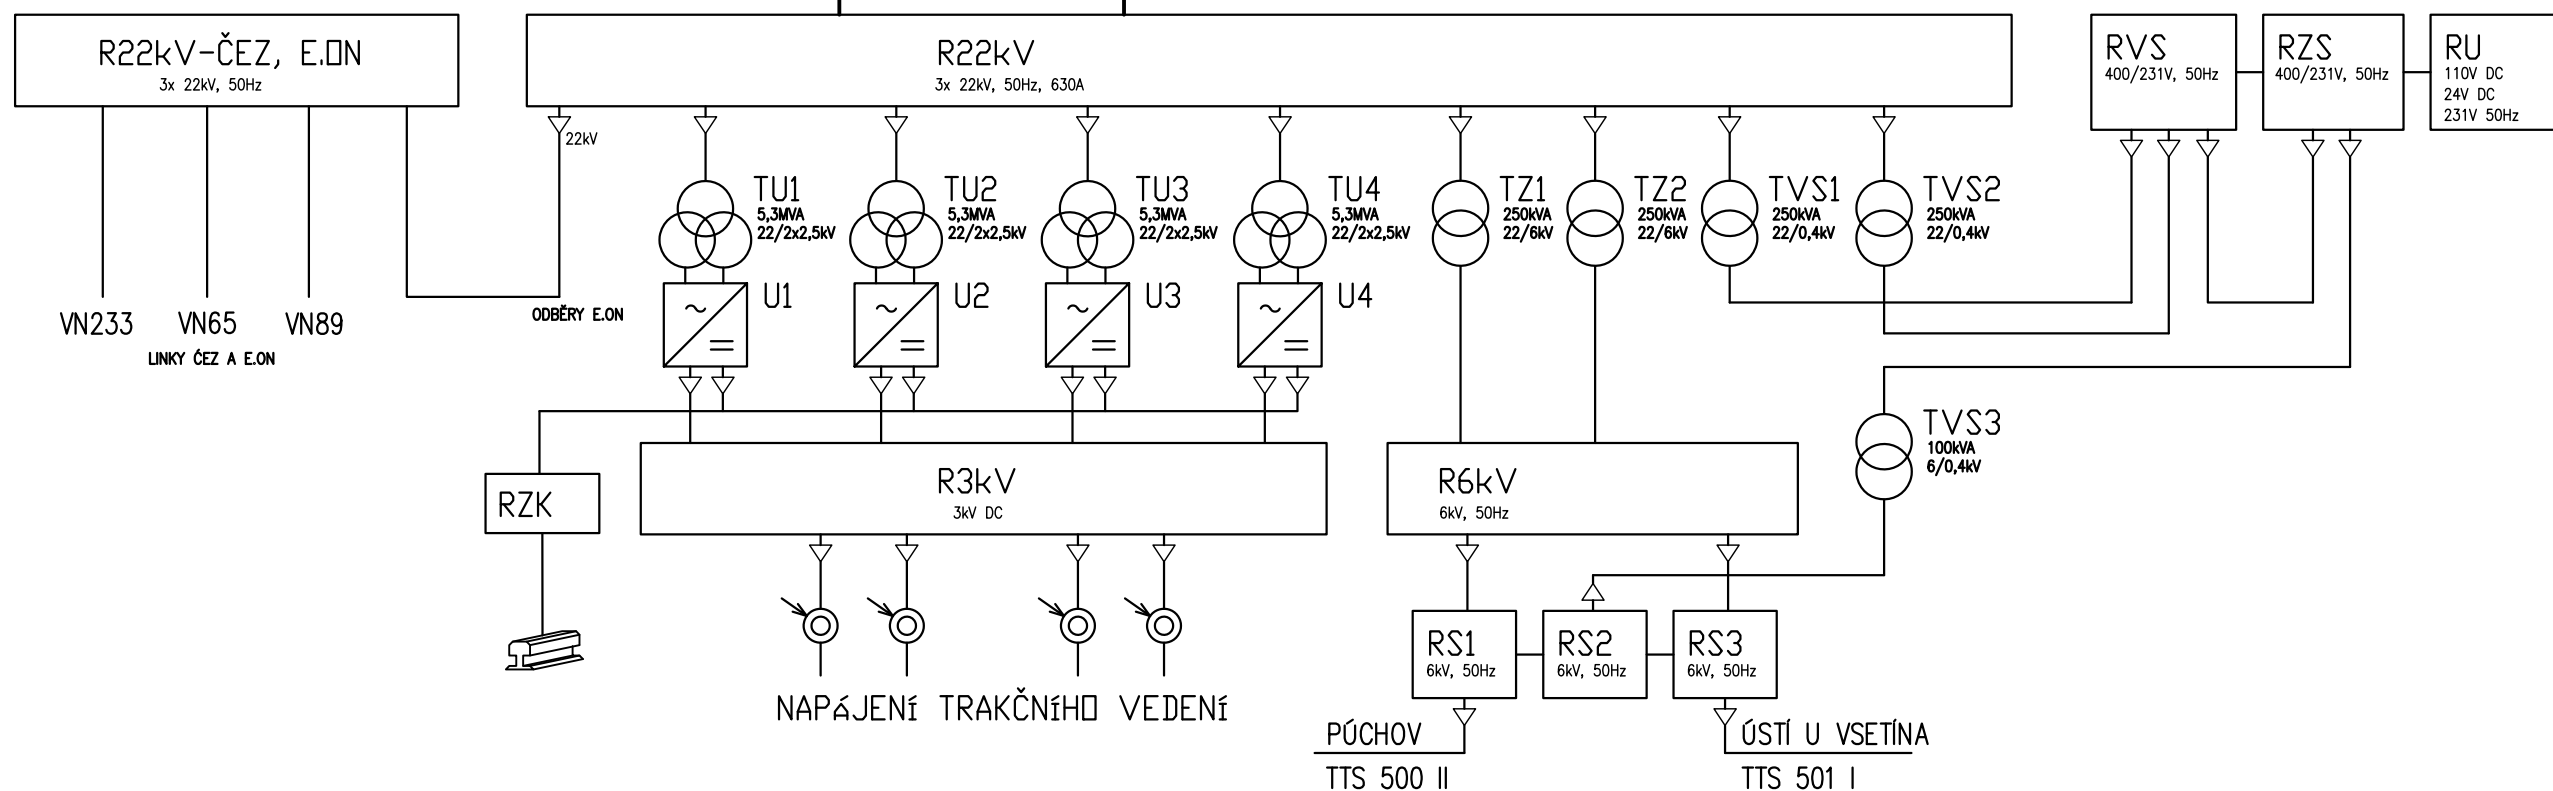 R22kV-ČEZ, E.ON
3x 22kV, 50Hz
R22kV
3x 22kV, 50Hz, 630A
RVS
400/231V, 50Hz
RZS
400/231V, 50Hz
RU
110V DC
24V DC
231V 50Hz
22kV
TU1
5,3MVA
22/2x2,5kV
TU2
5,3MVA
22/2x2,5kV
TU3
5,3MVA
22/2x2,5kV
TU4
5,3MVA
22/2x2,5kV
TZ1
250kVA
22/6kV
TZ2
250kVA
22/6kV
TVS1
250kVA
22/0,4kV
TVS2
250kVA
22/0,4kV
U1
U2
U3
U4
VN233
VN65
VN89
LINKY ČEZ A E.ON
ODBĚRY E.ON
TVS3
100kVA
6/0,4kV
RZK
R3kV
3kV DC
R6kV
6kV, 50Hz
RS1
6kV, 50Hz
RS2
6kV, 50Hz
RS3
6kV, 50Hz
NAPáJENí TRAKČNíHO VEDENí
PÚCHOV
TTS 500 II
ÚSTÍ U VSETÍNA
TTS 501 I